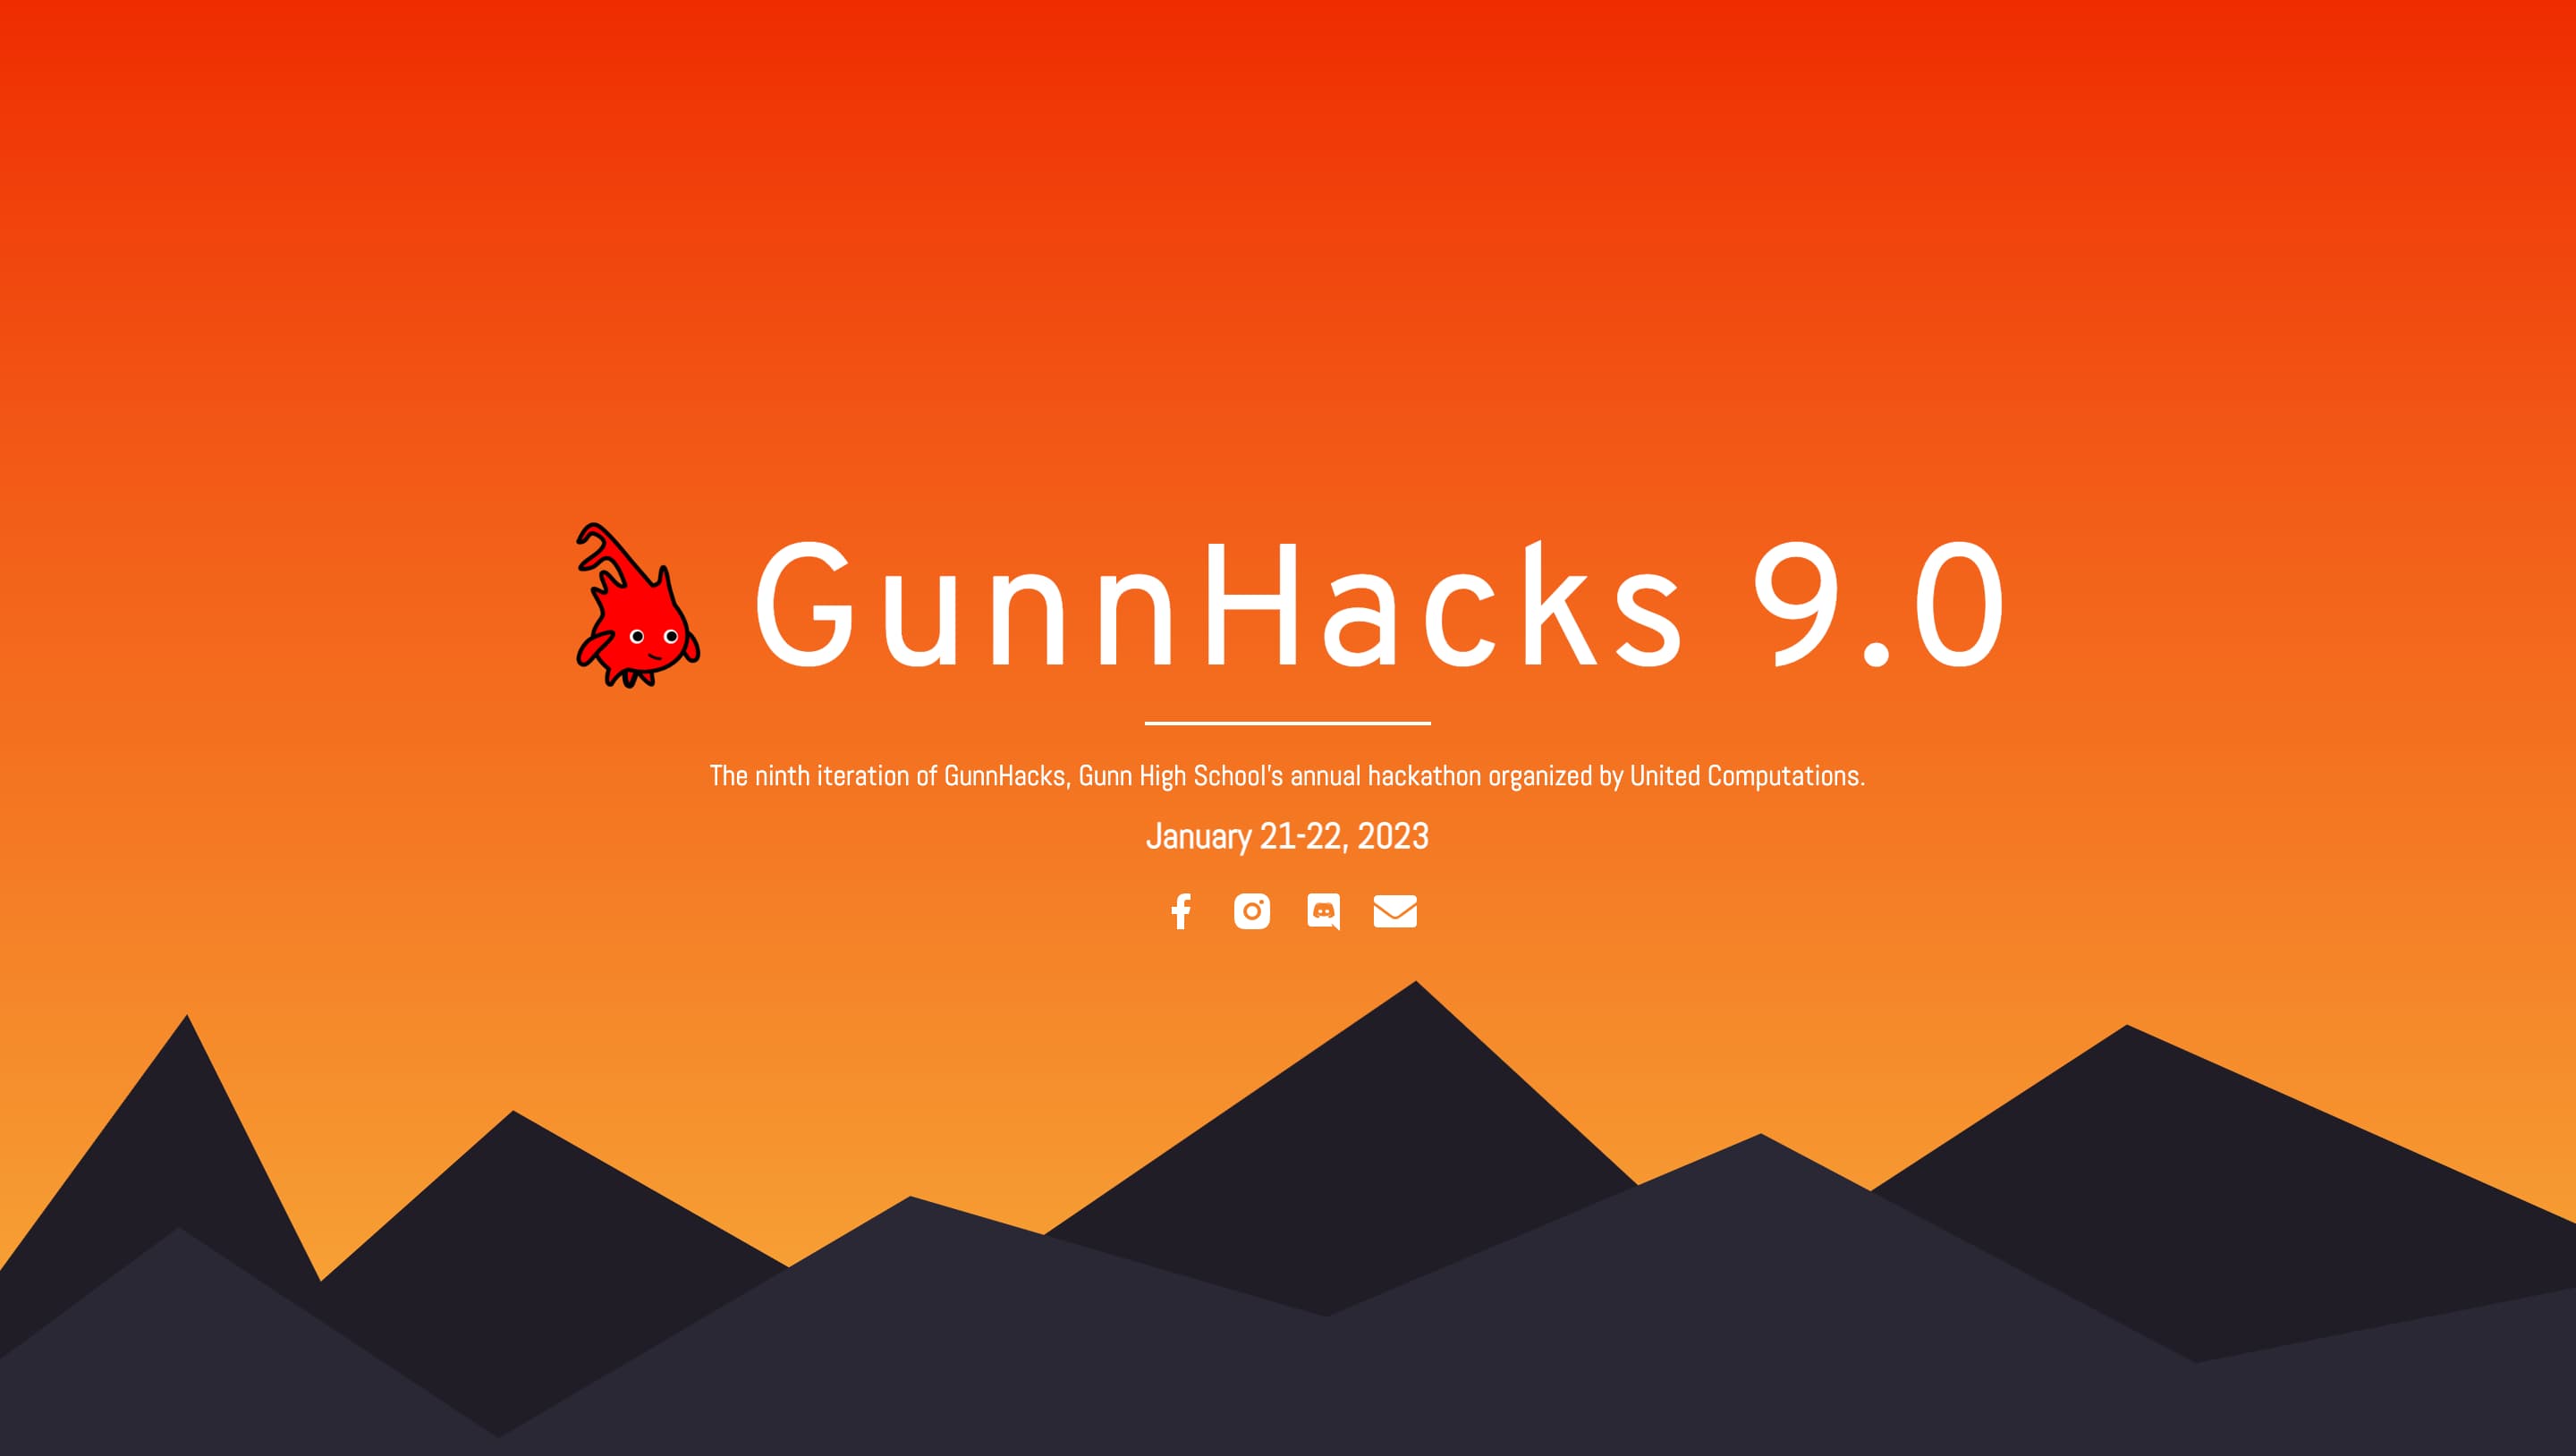 GunnHacks 9.0
The ninth iteration of GunnHacks, Gunn High School's annual hackathon organized by United Computations.
January 21-22, 2023